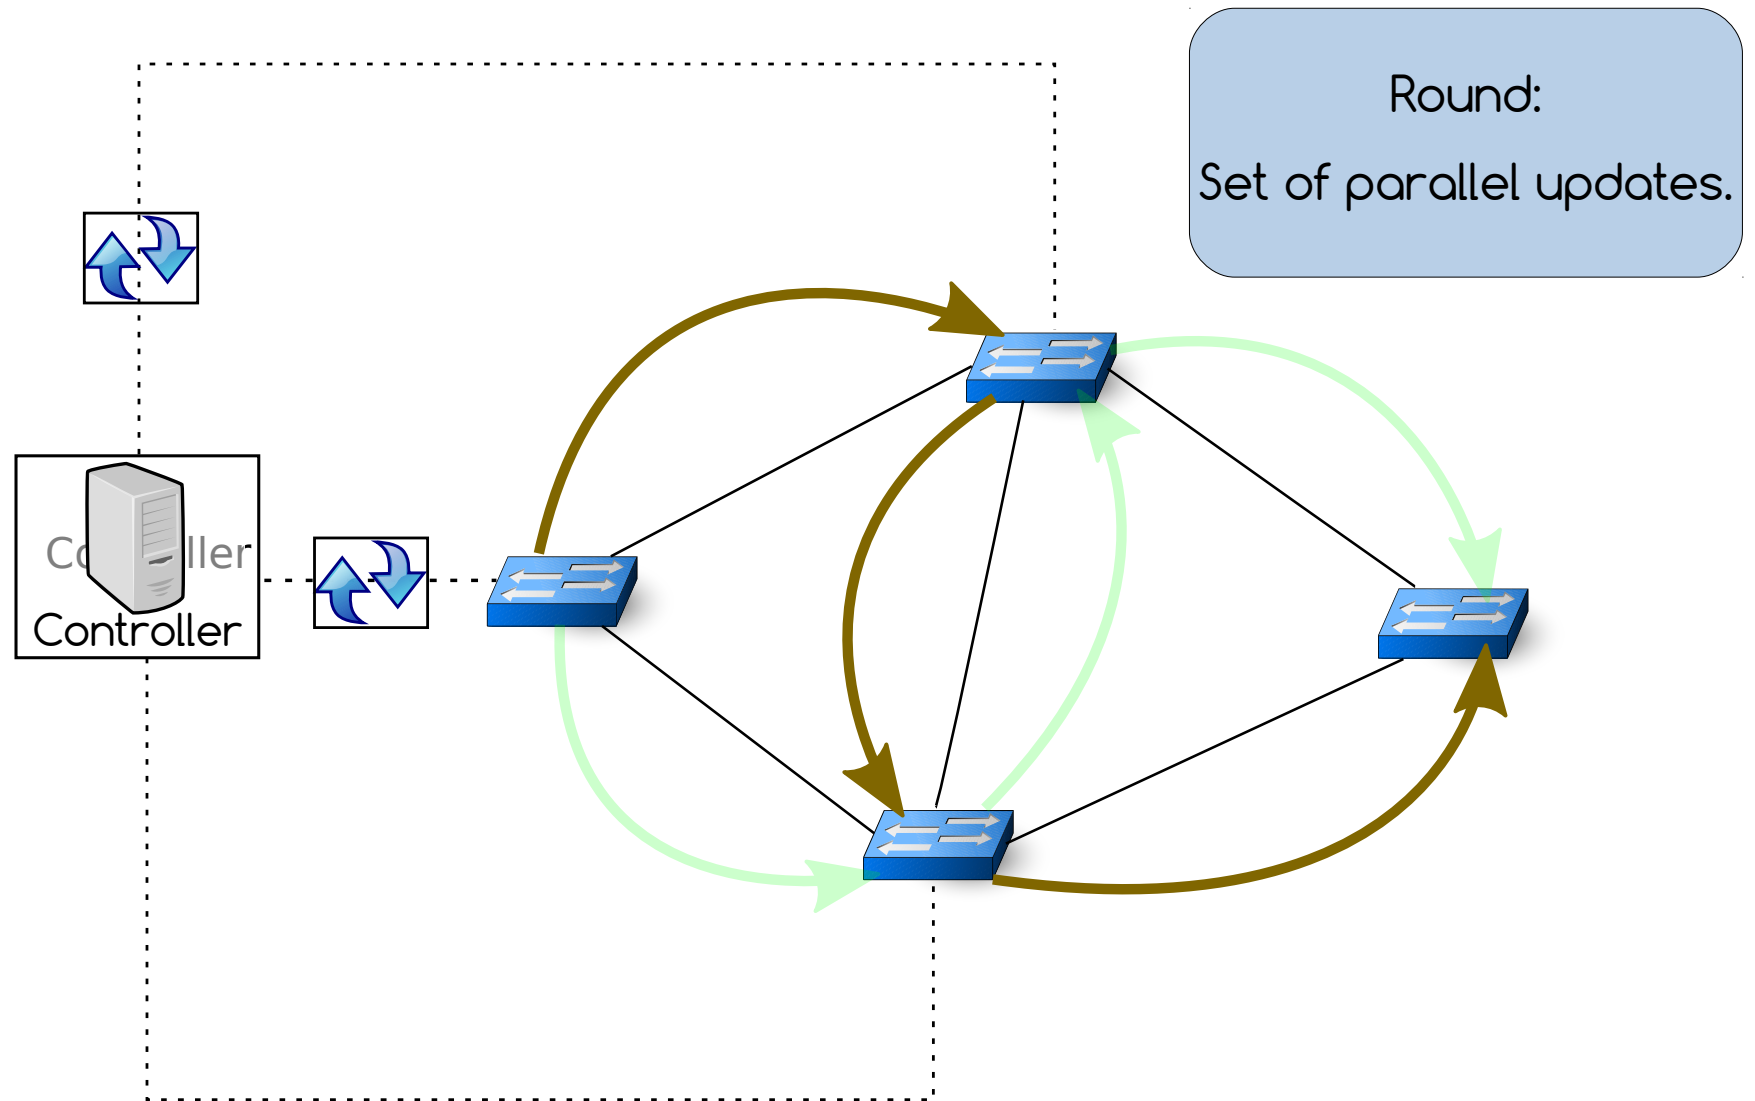 Round:
Set of parallel updates.
Controller